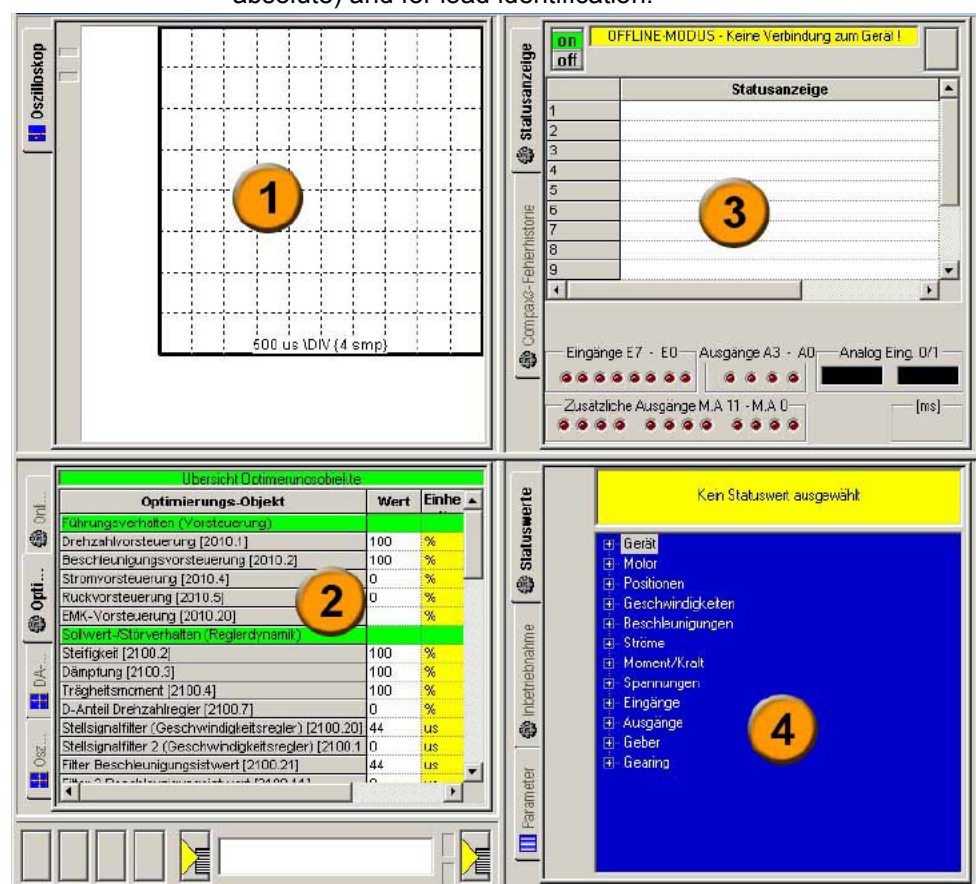 absolute) and for load identification.
Oszilloskop
1
500 us \DIV {4 smp}
Statusanzeige
Compax3-Fehlerhistorie
on
off
OFFLINE-MODUS - Keine Verbindung zum Gerät !
Statusanzeige
1
2
3
4
5
6
7
8
9
3
Eingänge E7 - E0
Ausgänge A3 - A0
Analog Eing. 0/1
Zusätzliche Ausgänge M.A 11 - M.A 0
[ms]
Onli...
Opti...
DA-...
Osz...
Übersicht Optimierungsobjekte
Optimierungs-Objekt Wert Einhe
Führungsverhalten (Vorsteuerung)
Drehzahlvorsteuerung [2010.1] 100 %
Beschleunigungsvorsteuerung [2010.2] 100 %
Stromvorsteuerung [2010.4] 0 %
Ruckvorsteuerung [2010.5] 0 %
EMK-Vorsteuerung [2010.20] %
2
Sollwert-/Störverhalten (Reglerdynamik)
Steifigkeit [2100.2] 100 %
Dämpfung [2100.3] 100 %
Trägheitsmoment [2100.4] 100 %
D-Anteil Drehzahlregler [2100.7] 0 %
Stellsignalfilter (Geschwindigkeitsregler) [2100.20] 44 us
Stellsignalfilter 2 (Geschwindigkeitsregler) [2100.1 0 us
Filter Beschleunigungsistwert [2100.21] 44 us
Statuswerte
Inbetriebnahme
Parameter
Kein Statuswert ausgewählt
Gerät
Motor
Positionen
Geschwindigkeiten
Beschleunigungen
Ströme
Moment/Kraft
Spannungen
Eingänge
Ausgänge
Geber
Gearing
4